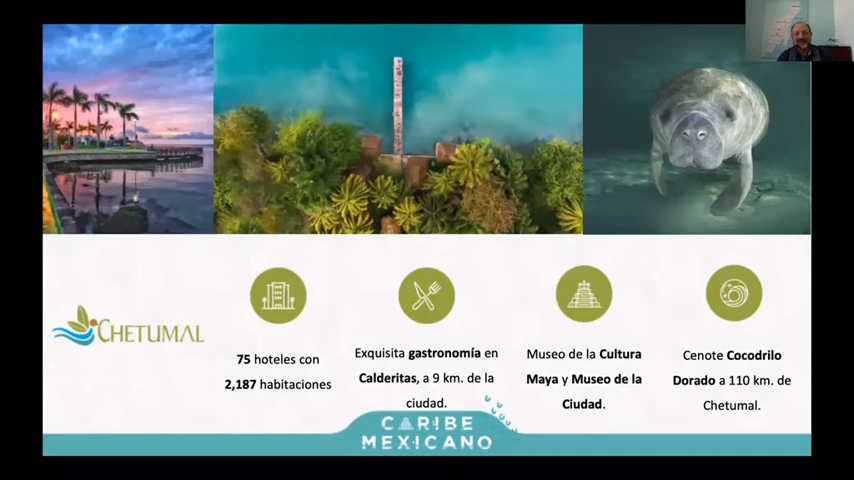 CHETUMAL
75 hoteles con
2,187 habitaciones
Exquisita gastronomía en
Calderitas, a 9 km. de la
ciudad.
Museo de la Cultura
Maya y Museo de la
Ciudad.
Cenote Cocodrilo
Dorado a 110 km. de
Chetumal.
CARIBE
MEXICANO